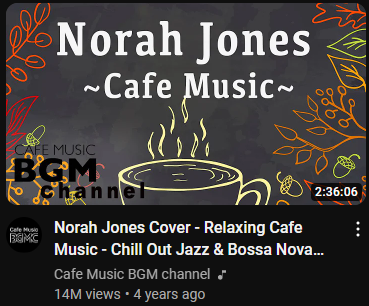 Norah Jones
~Cafe Music~
CAFE MUSIC
BGM
channel
2:36:06
Cafe Music
BGMC
Norah Jones Cover - Relaxing Cafe
Music - Chill Out Jazz & Bossa Nova...
Cafe Music BGM channel
14M views • 4 years ago